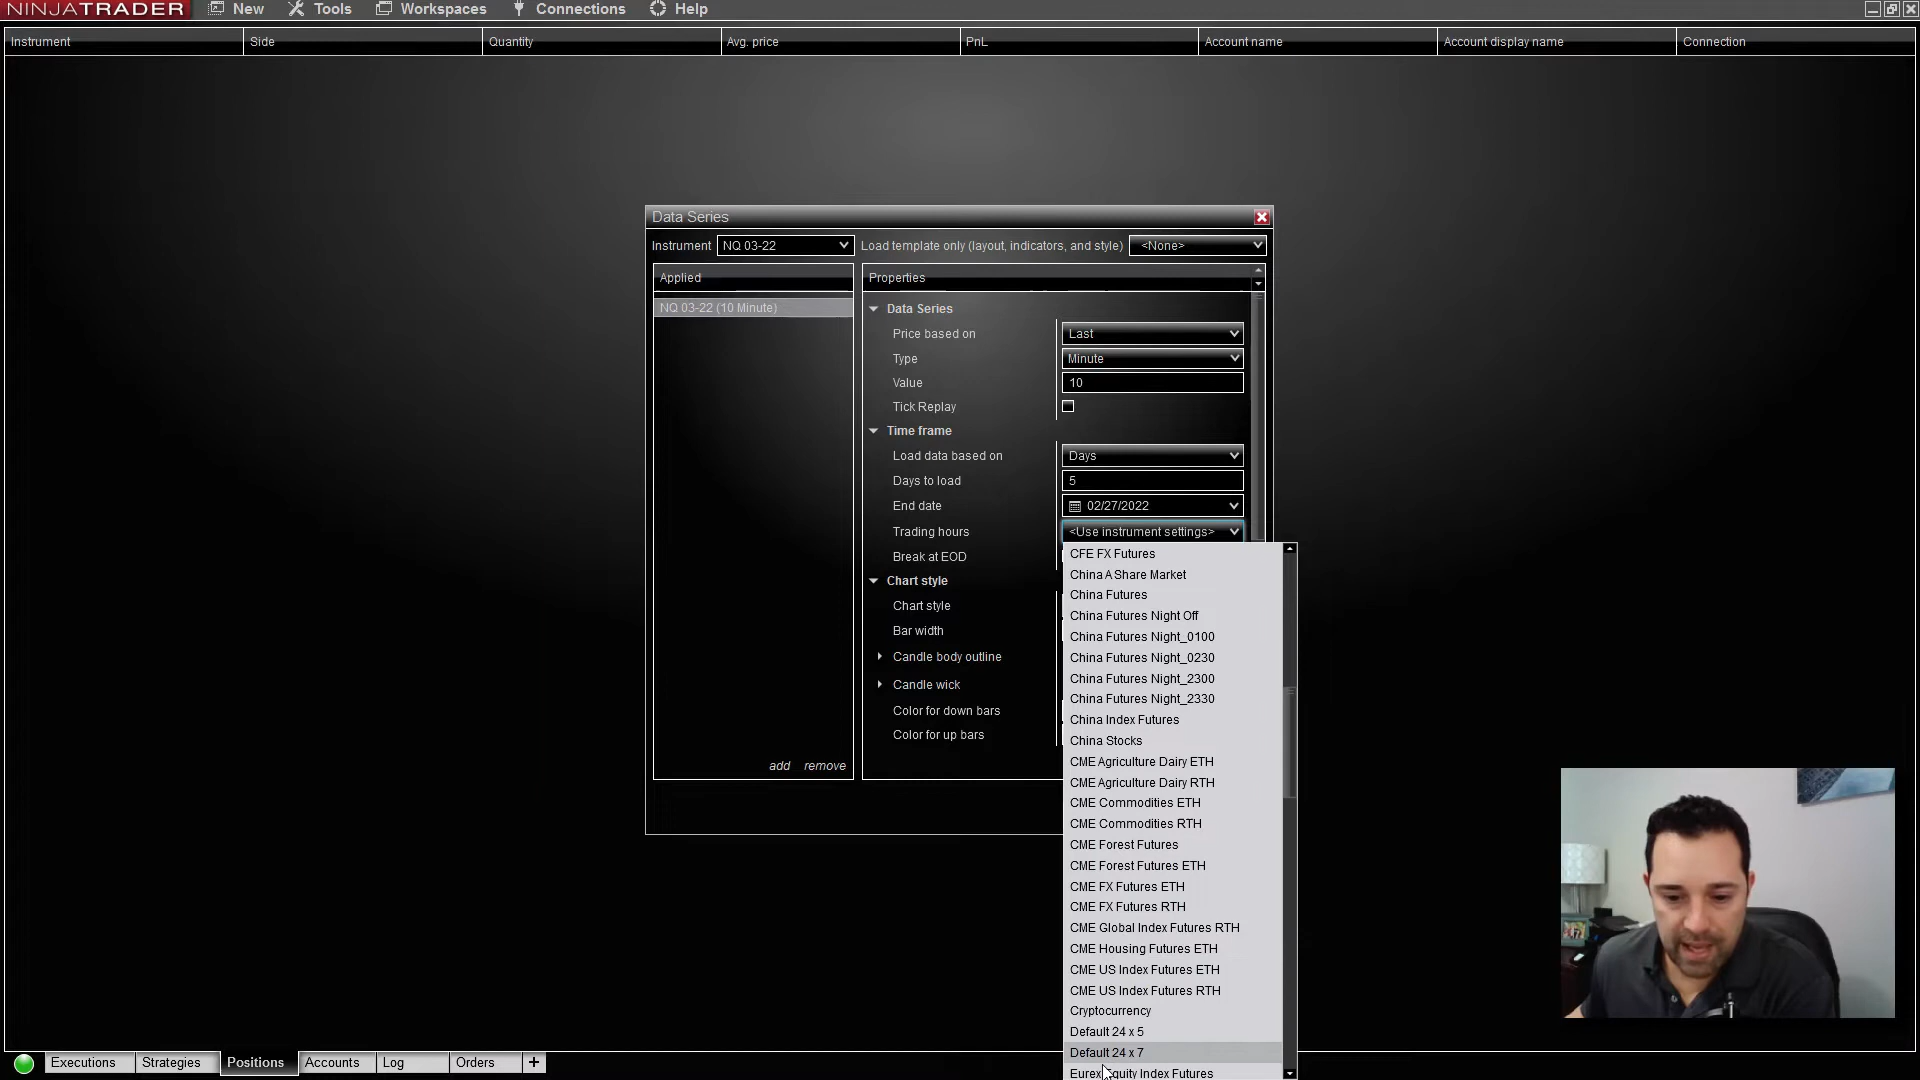 NINJATRADER New Tools Workspaces Connections Help
Instrument Side Quantity Avg. price PnL Account name Account display name Connection
Data Series
Instrument NQ 03-22 Load template only (layout, indicators, and style) <None>
Applied Properties
NQ 03-22 (10 Minute)
Data Series
Price based on Last
Type Minute
Value 10
Tick Replay
Time frame
Load data based on Days
Days to load 5
End date 02/27/2022
Trading hours <Use instrument settings>
Break at EOD
Chart style
Chart style
Bar width
Candle body outline
Candle wick
Color for down bars
Color for up bars
add remove
CFE FX Futures
China A Share Market
China Futures
China Futures Night Off
China Futures Night_0100
China Futures Night_0230
China Futures Night_2300
China Futures Night_2330
China Index Futures
China Stocks
CME Agriculture Dairy ETH
CME Agriculture Dairy RTH
CME Commodities ETH
CME Commodities RTH
CME Forest Futures
CME Forest Futures ETH
CME FX Futures ETH
CME FX Futures RTH
CME Global Index Futures RTH
CME Housing Futures ETH
CME US Index Futures ETH
CME US Index Futures RTH
Cryptocurrency
Default 24 x 5
Default 24 x 7
Eurex Equity Index Futures
Executions Strategies Positions Accounts Log Orders +